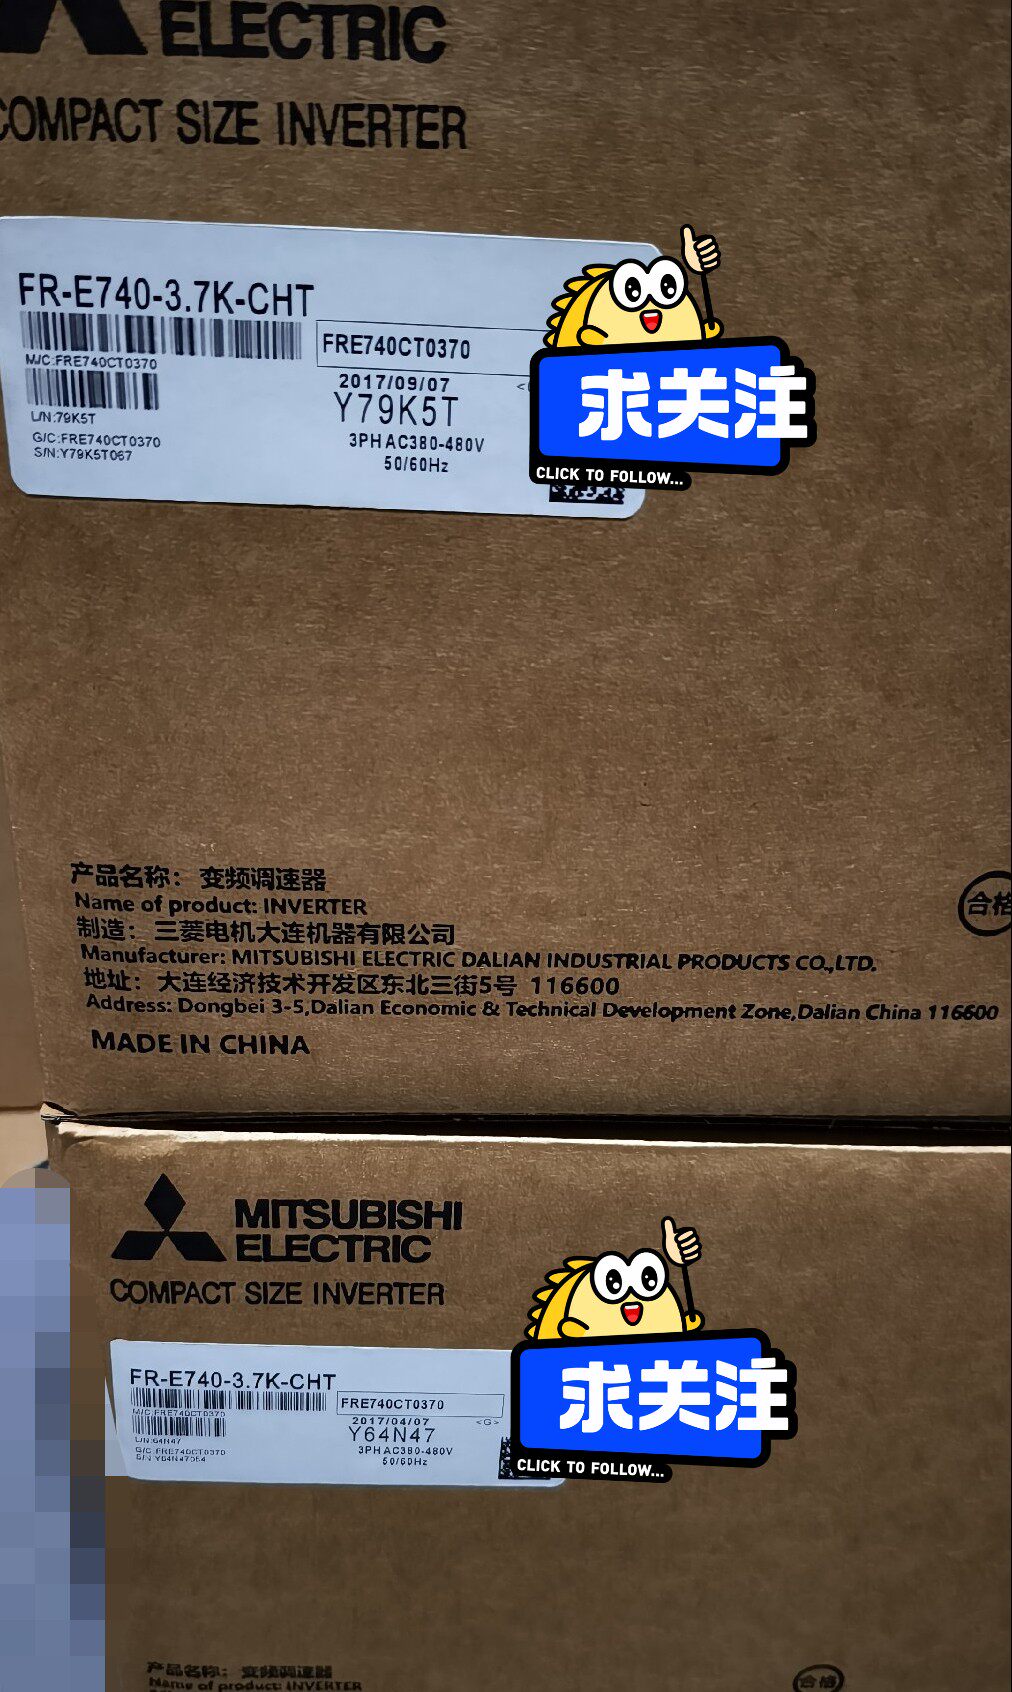 ELECTRIC
COMPACT SIZE INVERTER
FR-E740-3.7K-CHT
M/C:FRE740CT0370
L/N:79K5T
G/C:FRE740CT0370
S/N:Y79K5T067
FRE740CT0370
2017/09/07
Y79K5T
3PH AC380-480V
50/60Hz
求关注
CLICK TO FOLLOW...
产品名称：变频调速器
Name of product: INVERTER
制造：三菱电机大连机器有限公司
Manufacturer: MITSUBISHI ELECTRIC DALIAN INDUSTRIAL PRODUCTS CO.,LTD.
地址：大连经济技术开发区东北三街5号 116600
Address: Dongbei 3-5,Dalian Economic & Technical Development Zone,Dalian China 116600
MADE IN CHINA
合格
MITSUBISHI
ELECTRIC
COMPACT SIZE INVERTER
FR-E740-3.7K-CHT
M/C:FRE740CT0370
L/N:64N47
G/C:FRE740CT0370
FRE740CT0370
2017/04/07
<G>
Y64N47
3PH AC380-480V
50/60Hz
求关注
CLICK TO FOLLOW...
产品名称：变频调速器
Name of product: INVERTER
合格